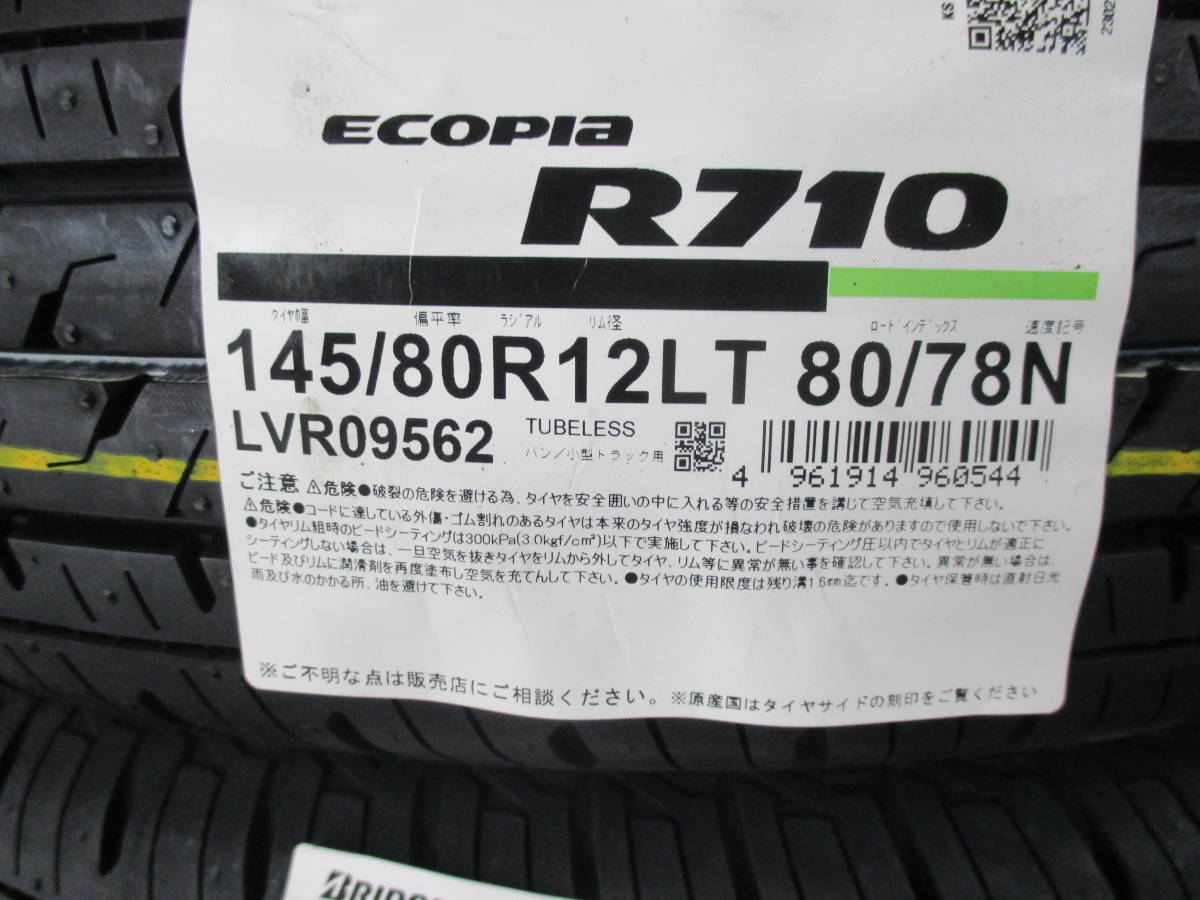 KS
2302
ECOPIA
R710
タイヤ幅 偏平率 ラジアル リム径 ロードインデックス 速度記号
145/80R12LT 80/78N
LVR09562 TUBELESS
バン/小型トラック用
4 961914 960544
ご注意 ⚠危険●破裂の危険を避ける為、タイヤを安全囲いの中に入れる等の安全措置を講じて空気充填して下さい。
⚠危険●コードに達している外傷・ゴム割れのあるタイヤは本来のタイヤ強度が損なわれ破壊の危険がありますので使用しないで下さい。
●タイヤリム組時のビードシーティングは300kPa(3.0kgf/c㎡)以下で実施して下さい。ビードシーティング圧以内でタイヤとリムが適正に
シーティングしない場合は、一旦空気を抜きタイヤをリムから外してタイヤ、リム等に異常が無い事を確認して下さい。異常が無い場合は、
ビード及びリムに潤滑剤を再度塗布し空気を充てんして下さい。●タイヤの使用限度は残り溝1.6mm迄です。●タイヤ保管時は直射日光
雨及び水のかかる所、油を避けて下さい。
※ご不明な点は販売店にご相談ください。※原産国はタイヤサイドの刻印をご覧ください